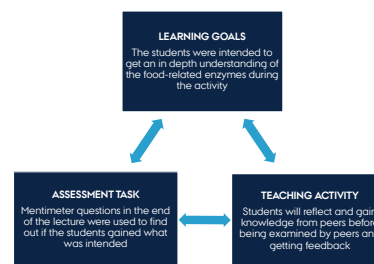 LEARNING GOALS
The students were intended to
get an in depth understanding of
the food-related enzymes during
the activity
ASSESSMENT TASK
Mentimeter questions in the end
of the lecture were used to find
out if the students gained what
was intended
TEACHING ACTIVITY
Students will reflect and gain
knowledge from peers before
being examined by peers and
getting feedback